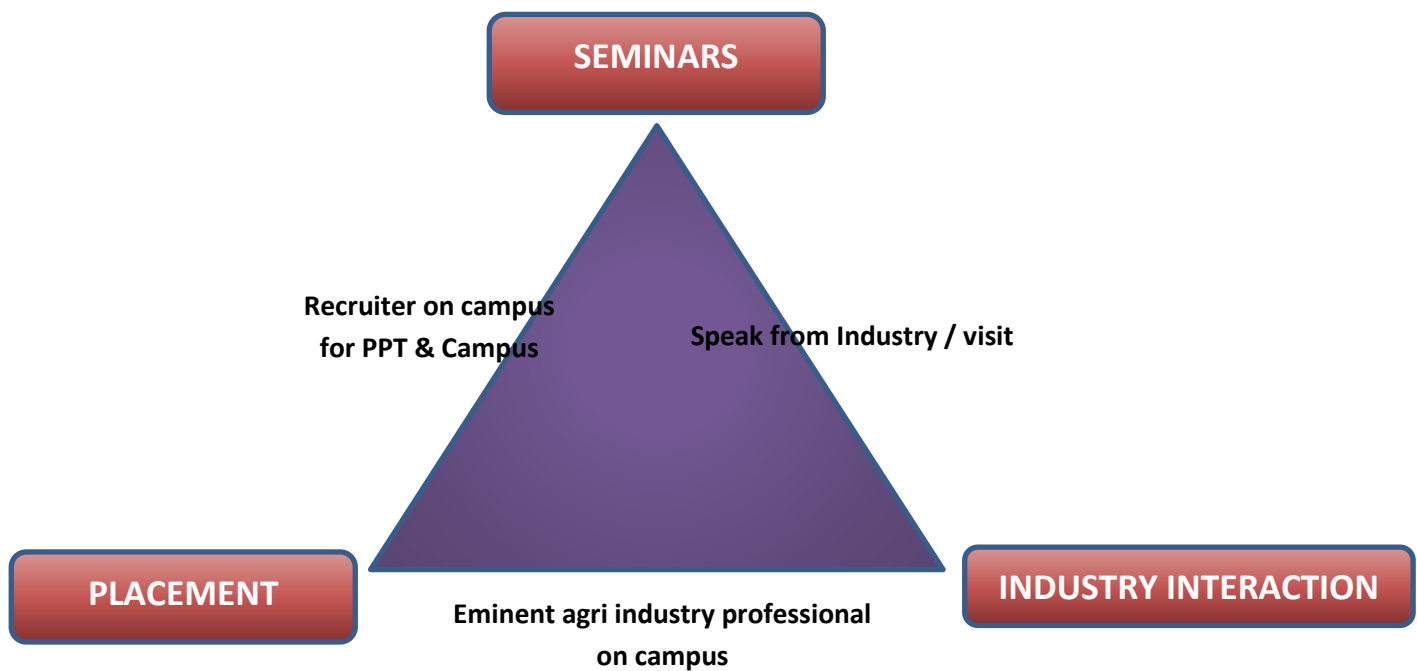 SEMINARS
Recruiter on campus
for PPT & Campus
Speak from Industry / visit
PLACEMENT
INDUSTRY INTERACTION
Eminent agri industry professional
on campus